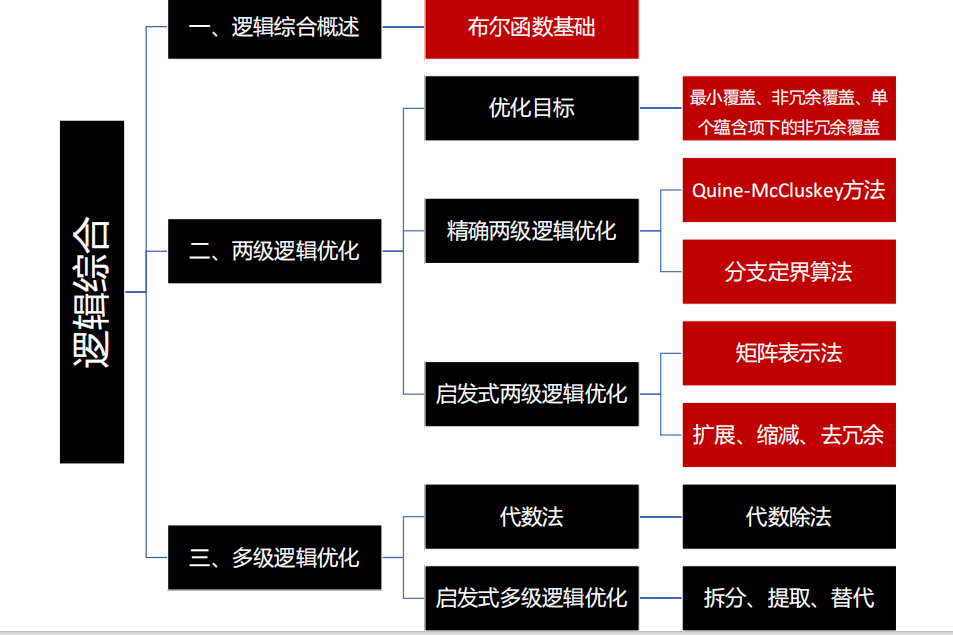 逻辑综合
一、逻辑综合概述
布尔函数基础
二、两级逻辑优化
优化目标
最小覆盖、非冗余覆盖、单
个蕴含项下的非冗余覆盖
精确两级逻辑优化
Quine-McCluskey方法
分支定界算法
启发式两级逻辑优化
矩阵表示法
扩展、缩减、去冗余
三、多级逻辑优化
代数法
代数除法
启发式多级逻辑优化
拆分、提取、替代